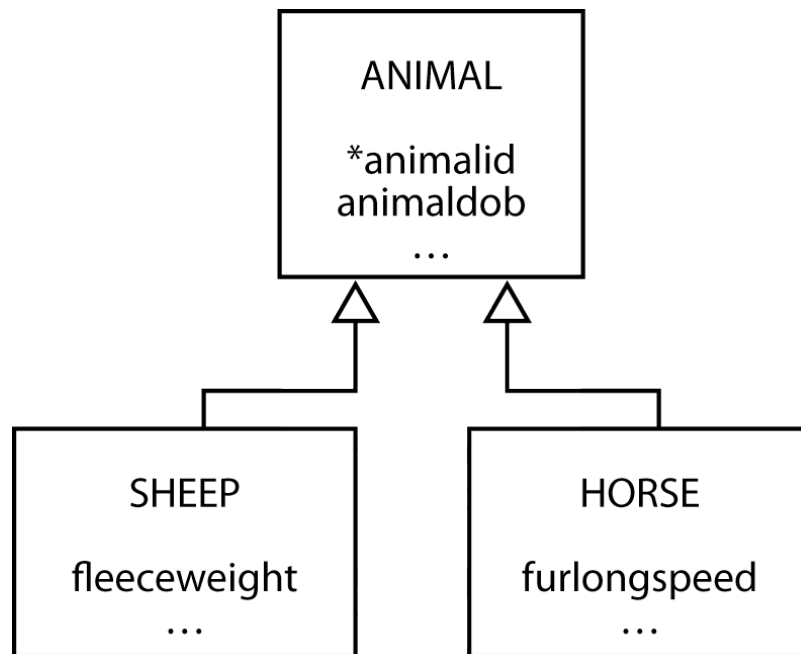 ANIMAL
*animalid
animaldob
...
SHEEP
fleeceweight
...
HORSE
furlongspeed
...